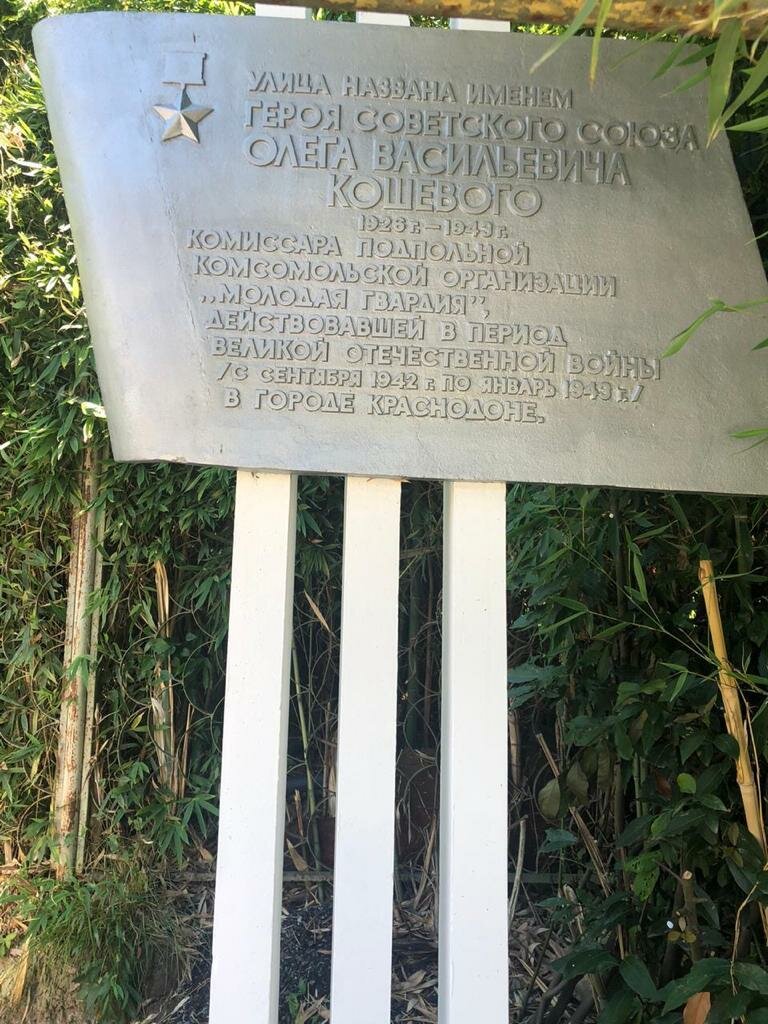 УЛИЦА НАЗВАНА ИМЕНЕМ
ГЕРОЯ СОВЕТСКОГО СОЮЗА
ОЛЕГА ВАСИЛЬЕВИЧА
КОШЕВОГО
1926 г. — 1943 г.
КОМИССАРА ПОДПОЛЬНОЙ
КОМСОМОЛЬСКОЙ ОРГАНИЗАЦИИ
„МОЛОДАЯ ГВАРДИЯ",
ДЕЙСТВОВАВШЕЙ В ПЕРИОД
ВЕЛИКОЙ ОТЕЧЕСТВЕННОЙ ВОЙНЫ
/С СЕНТЯБРЯ 1942 г. ПО ЯНВАРЬ 1943 г./
В ГОРОДЕ КРАСНОДОНЕ.